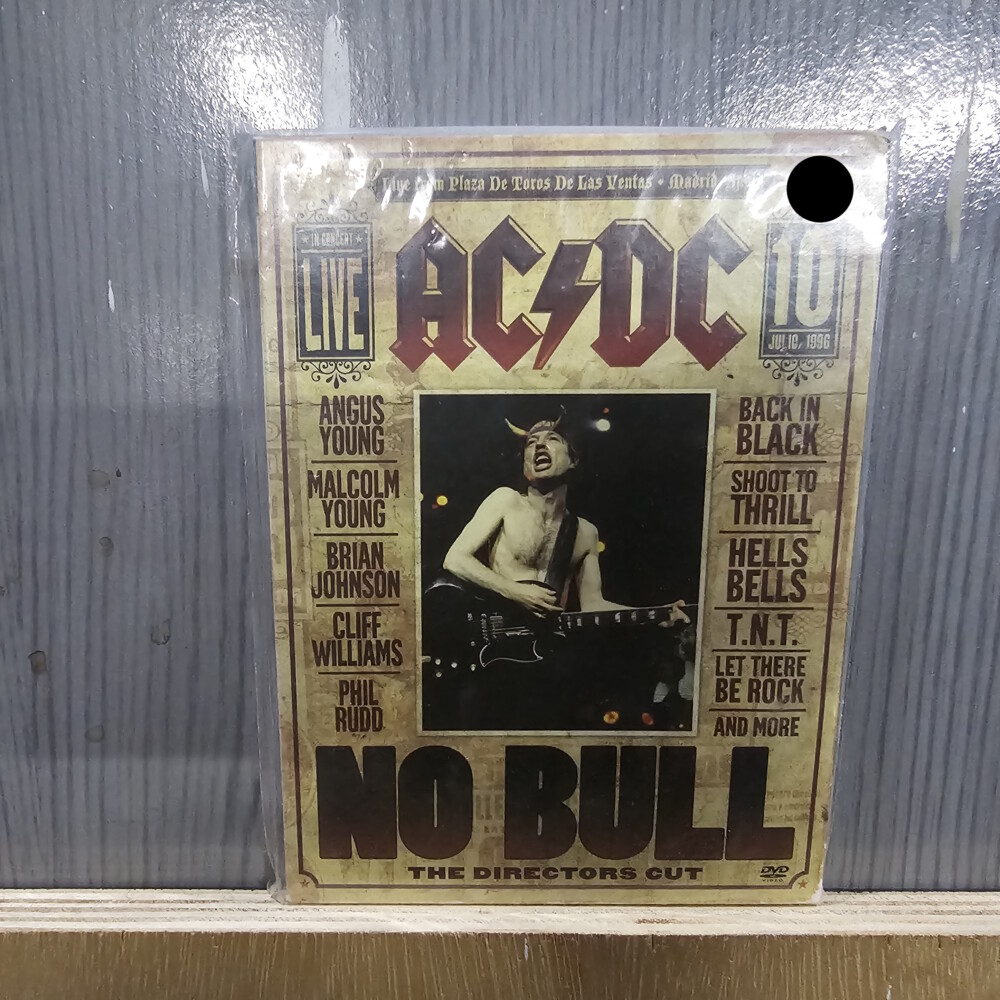 Live From Plaza De Toros De Las Ventas • Madrid
IN CONCERT
LIVE
AC/DC
10
JULY 10, 1996
ANGUS
YOUNG
MALCOLM
YOUNG
BRIAN
JOHNSON
CLIFF
WILLIAMS
PHIL
RUDD
BACK IN
BLACK
SHOOT TO
THRILL
HELLS
BELLS
T.N.T.
LET THERE
BE ROCK
AND MORE
NO BULL
THE DIRECTORS CUT
DVD
VIDEO